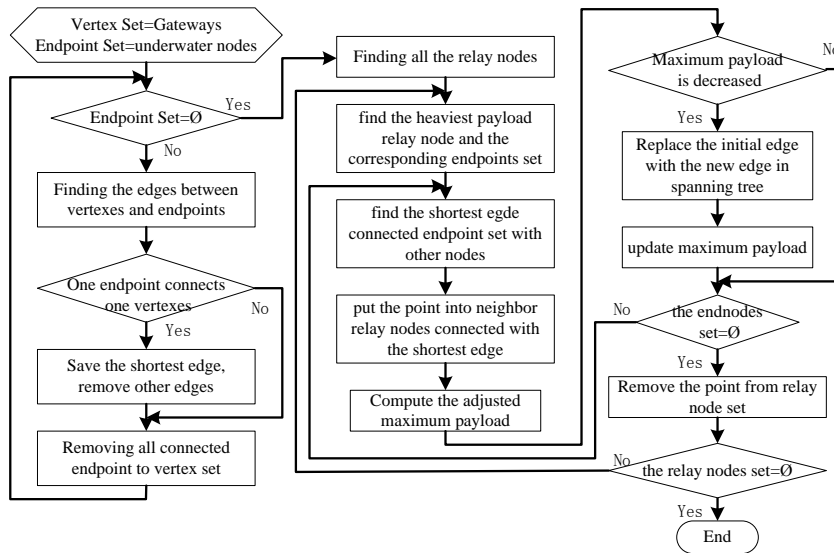 Vertex Set=Gateways
Endpoint Set=underwater nodes
Endpoint Set=Ø
Yes
No
Finding the edges between
vertexes and endpoints
One endpoint connects
one vertexes
No
Yes
Save the shortest edge,
remove other edges
Removing all connected
endpoint to vertex set
Finding all the relay nodes
find the heaviest payload
relay node and the
corresponding endpoints set
find the shortest egde
connected endpoint set with
other nodes
put the point into neighbor
relay nodes connected with
the shortest edge
Compute the adjusted
maximum payload
Maximum payload
is decreased
No
Yes
Replace the initial edge
with the new edge in
spanning tree
update maximum payload
No
the endnodes
set=Ø
Yes
Remove the point from relay
node set
No
the relay nodes set=Ø
Yes
End